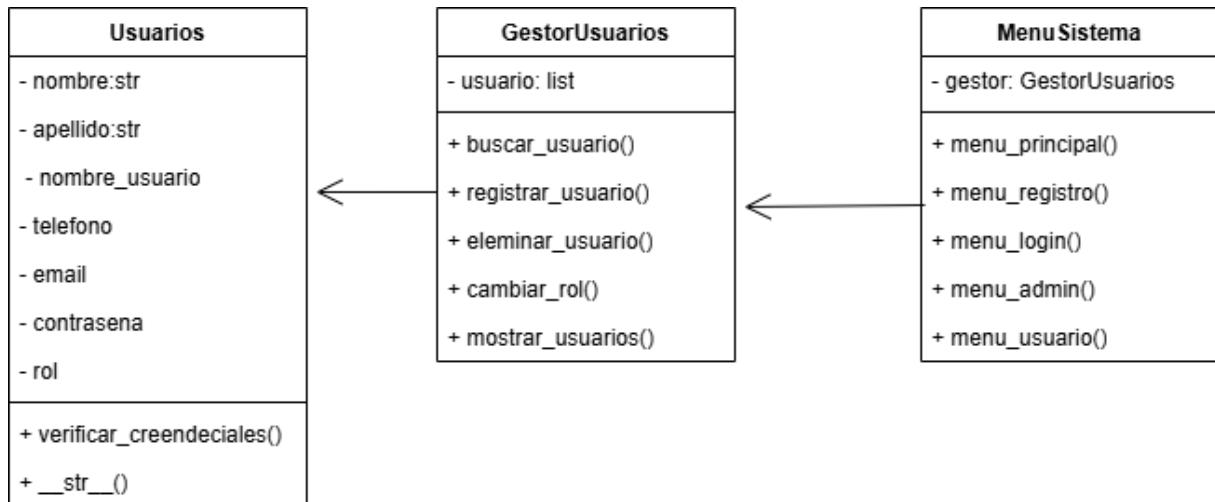 Usuarios
- nombre:str
- apellido:str
- nombre_usuario
- telefono
- email
- contrasena
- rol
+ verificar_creendeciales()
+ __str__()
GestorUsuarios
- usuario: list
+ buscar_usuario()
+ registrar_usuario()
+ eleminar_usuario()
+ cambiar_rol()
+ mostrar_usuarios()
MenuSistema
- gestor: GestorUsuarios
+ menu_principal()
+ menu_registro()
+ menu_login()
+ menu_admin()
+ menu_usuario()